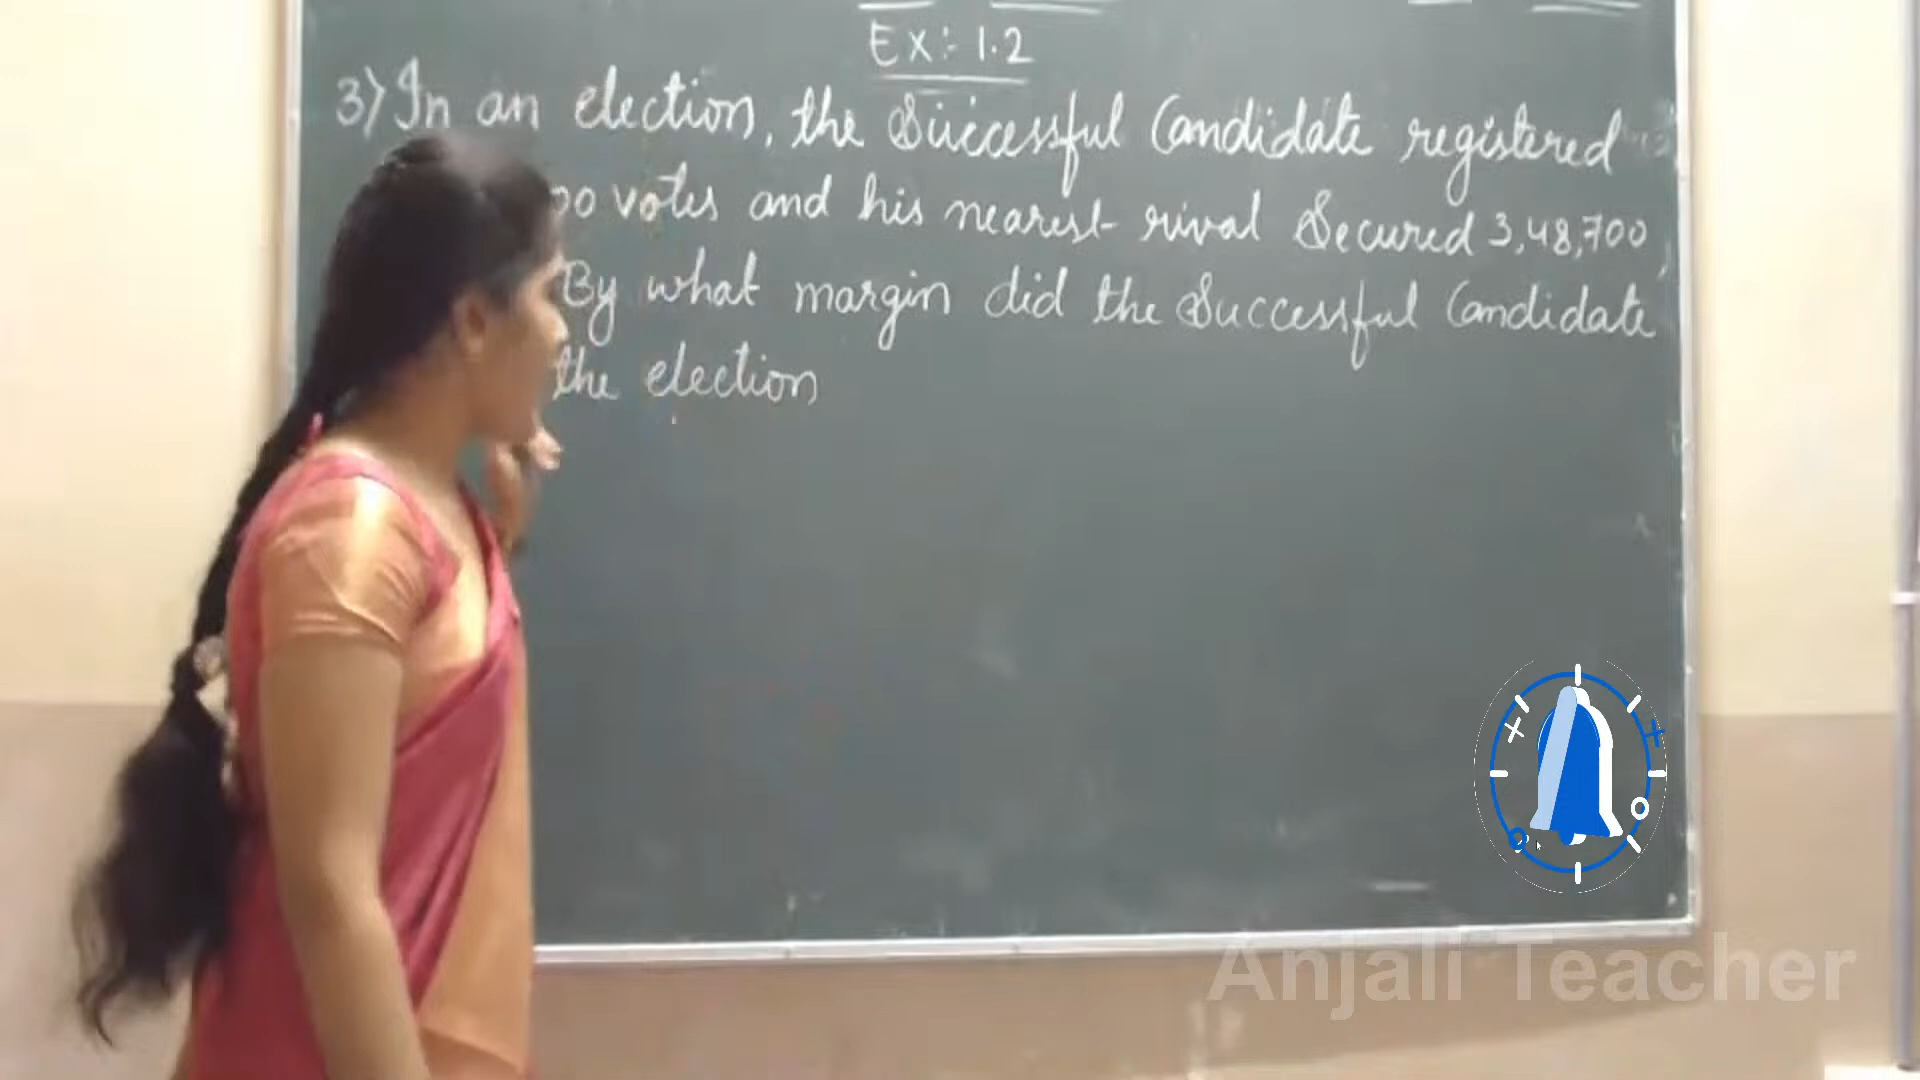 Ex:- 1.2
3) In an election, the Successful Candidate registered
00 votes and his nearest rival Secured 3,48,700
By what margin did the Successful Candidate
the election
Anjali Teacher